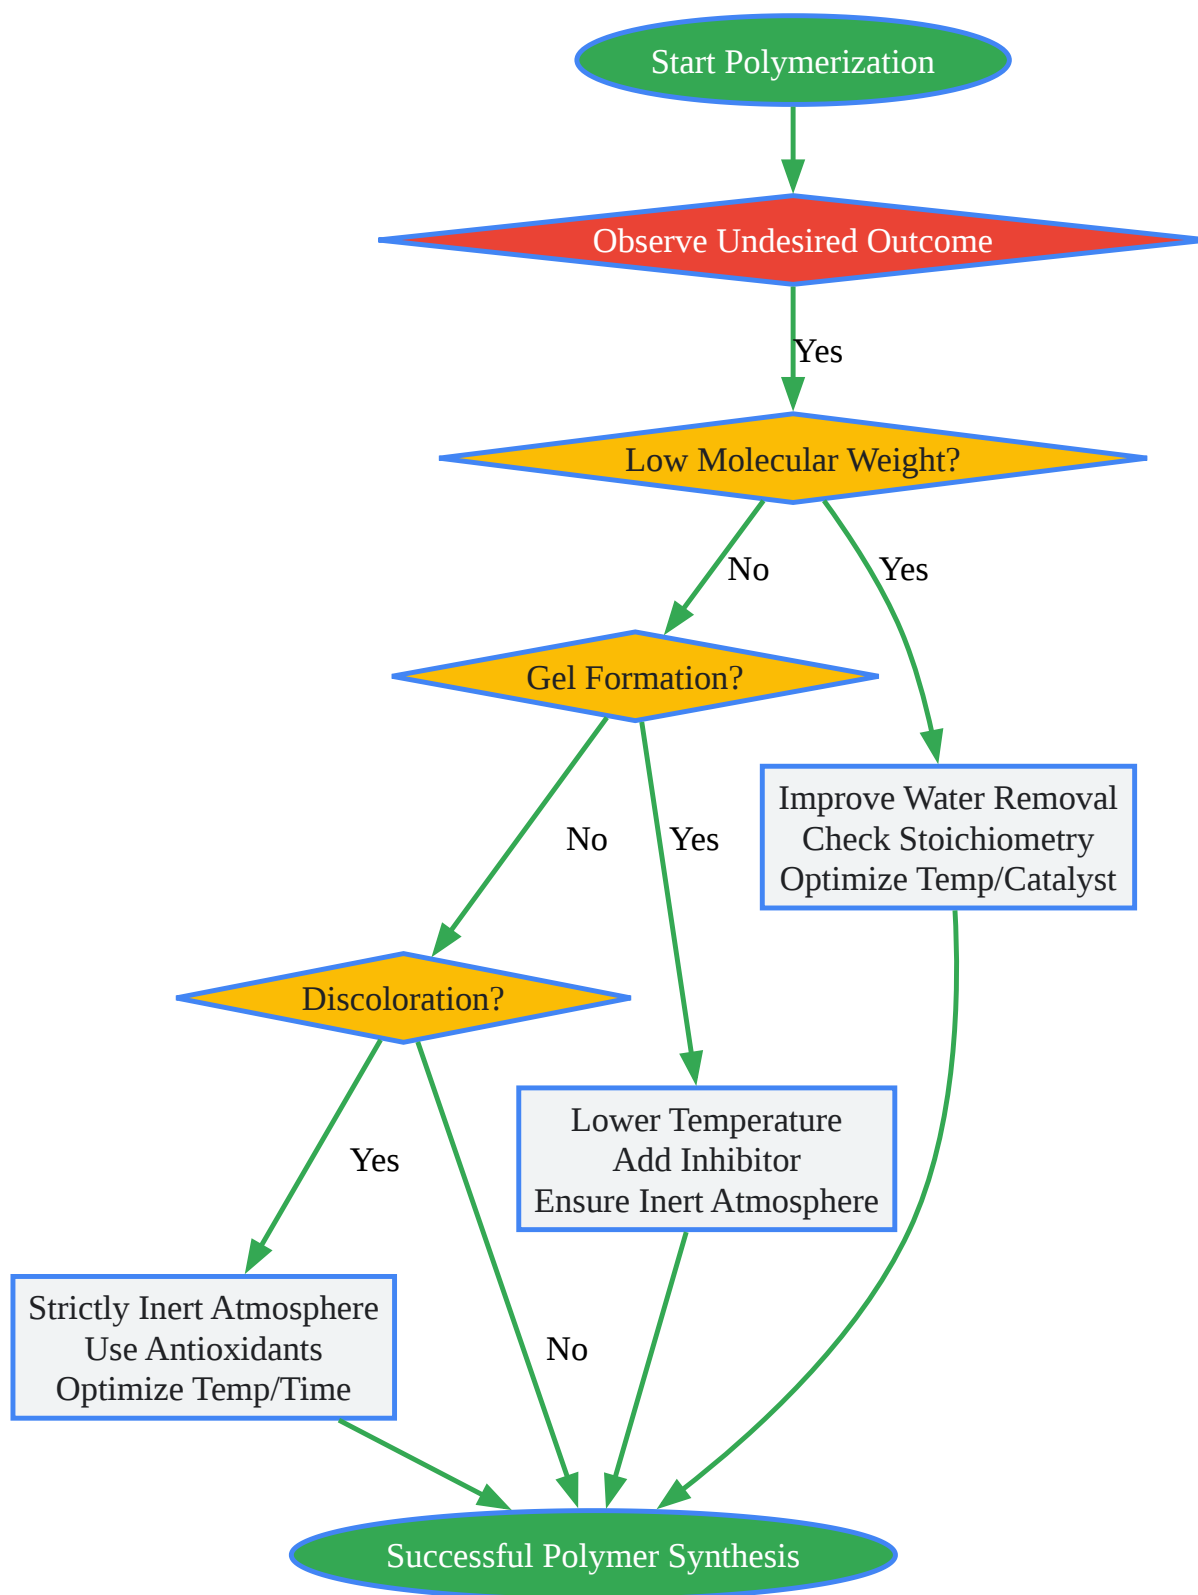 Start Polymerization
Observe Undesired Outcome
Yes
Low Molecular Weight?
No
Yes
Gel Formation?
Improve Water Removal
Check Stoichiometry
Optimize Temp/Catalyst
No
Yes
Discoloration?
Lower Temperature
Add Inhibitor
Ensure Inert Atmosphere
Yes
Strictly Inert Atmosphere
Use Antioxidants
Optimize Temp/Time
No
Successful Polymer Synthesis